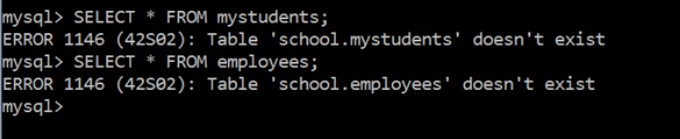 mysql> SELECT * FROM mystudents;
ERROR 1146 (42S02): Table 'school.mystudents' doesn't exist
mysql> SELECT * FROM employees;
ERROR 1146 (42S02): Table 'school.employees' doesn't exist
mysql>